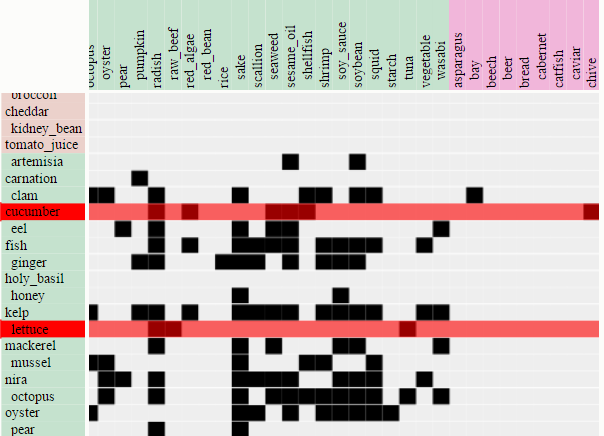 octopus
oyster
pear
pumpkin
radish
raw_beef
red_algae
red_bean
rice
sake
scallion
seaweed
sesame_oil
shellfish
shrimp
soy_sauce
soybean
squid
starch
tuna
vegetable
wasabi
asparagus
bay
beech
beer
bread
cabernet
catfish
caviar
chive
broccoli
cheddar
kidney_bean
tomato_juice
artemisia
carnation
clam
cucumber
eel
fish
ginger
holy_basil
honey
kelp
lettuce
mackerel
mussel
nira
octopus
oyster
pear